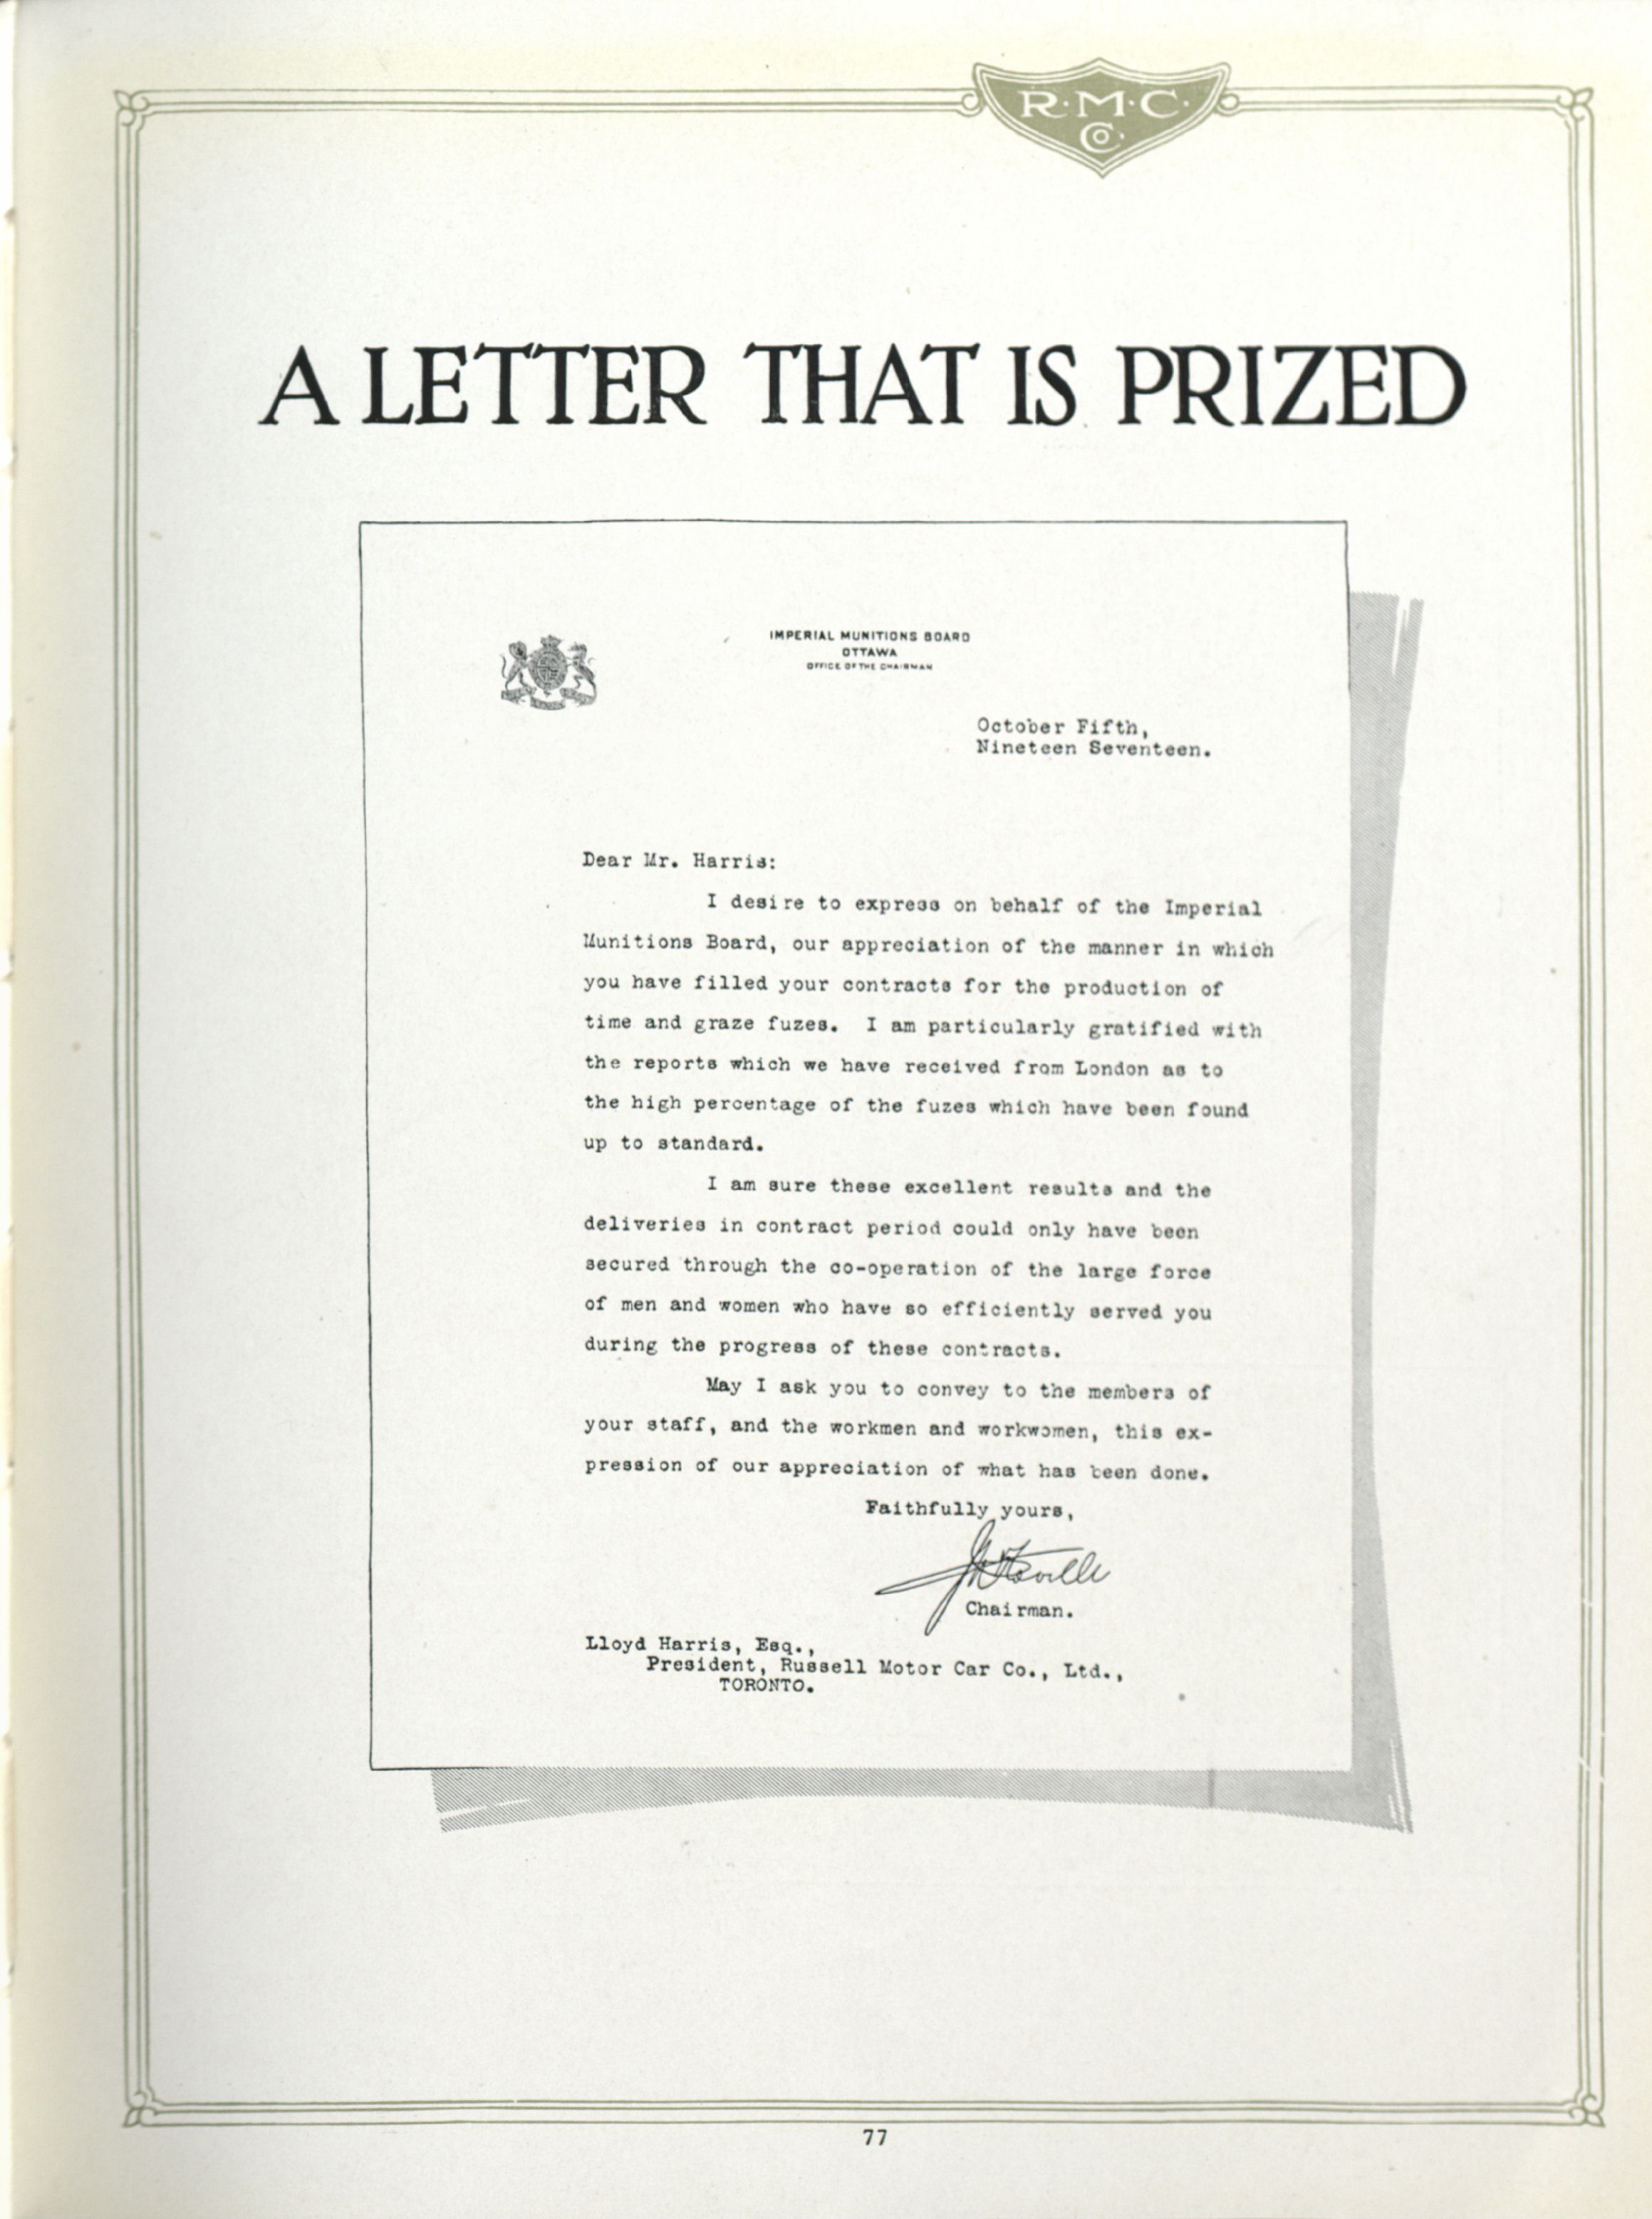 R·M·C·
Co.
A LETTER THAT IS PRIZED
IMPERIAL MUNITIONS BOARD
OTTAWA
OFFICE OF THE CHAIRMAN
October Fifth,
Nineteen Seventeen.
Dear Mr. Harris:
I desire to express on behalf of the Imperial
Munitions Board, our appreciation of the manner in which
you have filled your contracts for the production of
time and graze fuzes. I am particularly gratified with
the reports which we have received from London as to
the high percentage of the fuzes which have been found
up to standard.
I am sure these excellent results and the
deliveries in contract period could only have been
secured through the co-operation of the large force
of men and women who have so efficiently served you
during the progress of these contracts.
May I ask you to convey to the members of
your staff, and the workmen and workwomen, this ex-
pression of our appreciation of what has been done.
Faithfully yours,
Chairman.
Lloyd Harris, Esq.,
President, Russell Motor Car Co., Ltd.,
TORONTO.
77